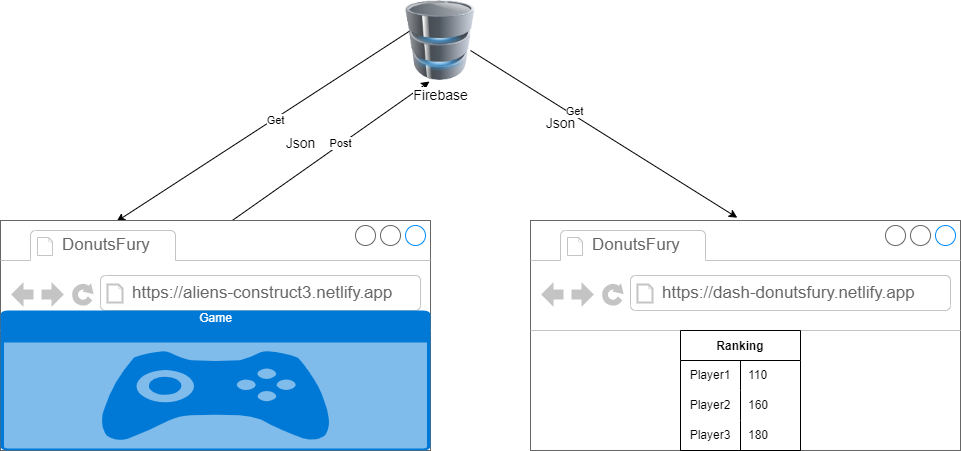 Firebase
Get
Json
Post
Get
Json
DonutsFury
https://aliens-construct3.netlify.app
Game
DonutsFury
https://dash-donutsfury.netlify.app
Ranking
Player1 110
Player2 160
Player3 180